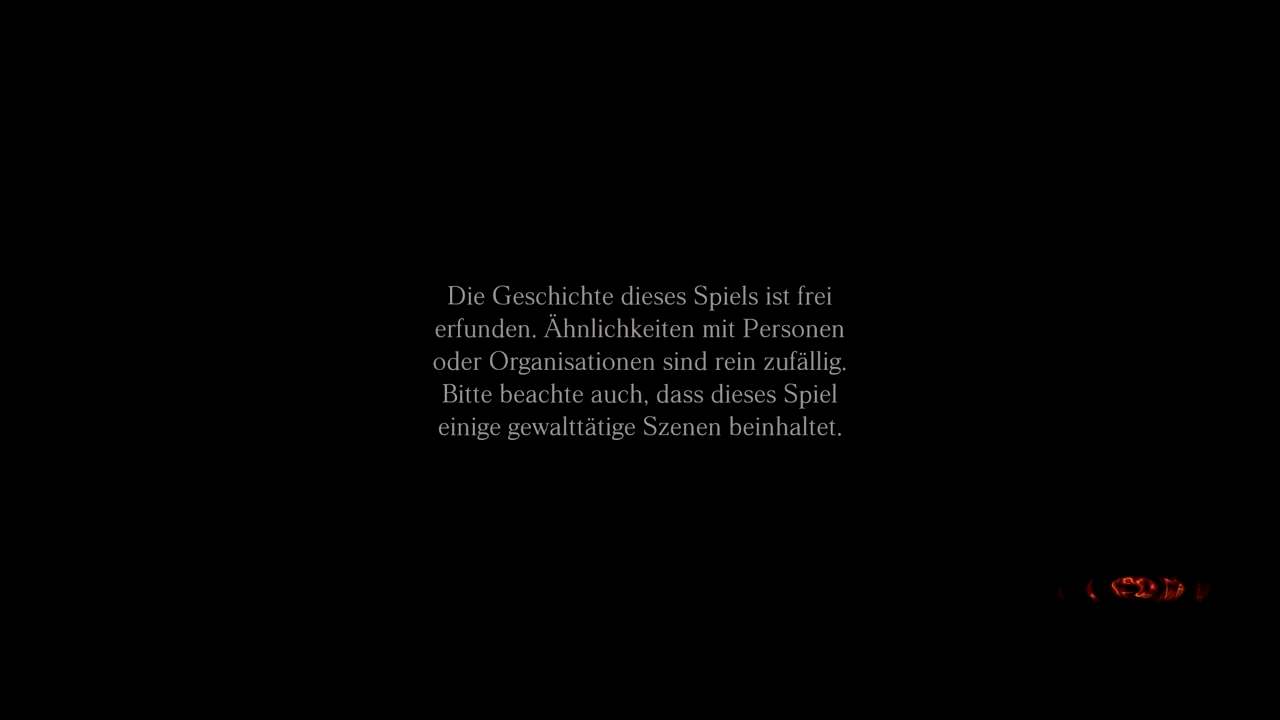 Die Geschichte dieses Spiels ist frei
erfunden. Ähnlichkeiten mit Personen
oder Organisationen sind rein zufällig.
Bitte beachte auch, dass dieses Spiel
einige gewalttätige Szenen beinhaltet.